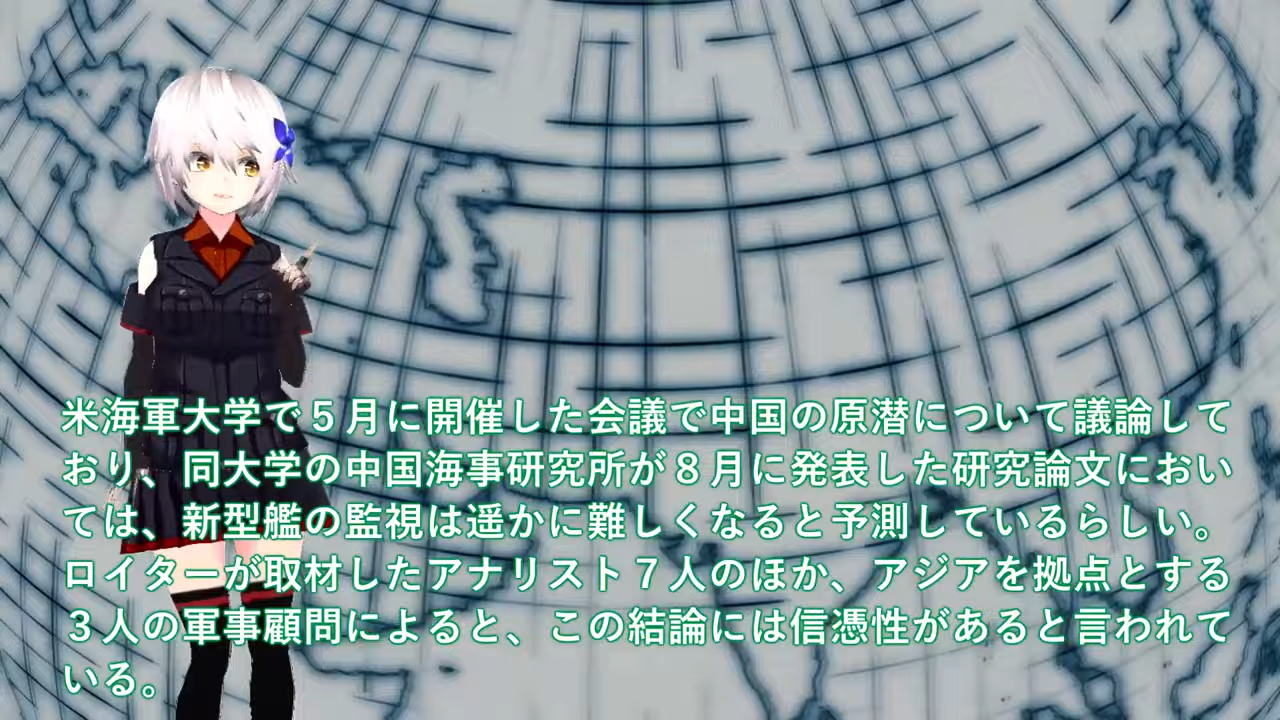 米海軍大学で５月に開催した会議で中国の原潜について議論して
おり、同大学の中国海事研究所が８月に発表した研究論文におい
ては、新型艦の監視は遥かに難しくなると予測しているらしい。
ロイターが取材したアナリスト７人のほか、アジアを拠点とする
３人の軍事顧問によると、この結論には信憑性があると言われて
いる。